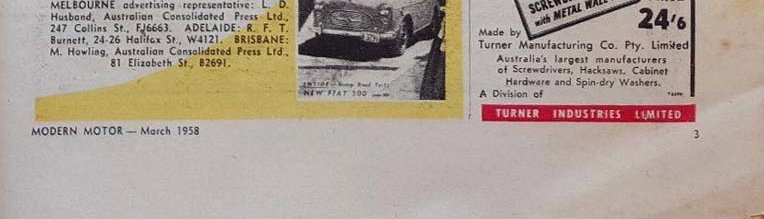 MELBOURNE advertising representative: L. D.
Husband, Australian Consolidated Press Ltd.,
247 Collins St., FJ6663. ADELAIDE: R. F. T.
Burnett, 24-26 Halifax St., W4121. BRISBANE:
M. Howling, Australian Consolidated Press Ltd.,
81 Elizabeth St., B2691.
INSIDE
NEW FIAT 500
SCREWDRIVER
with METAL WALL
24'6
Made by
Turner Manufacturing Co. Pty. Limited
Australia's largest manufacturers
of Screwdrivers, Hacksaws, Cabinet
Hardware and Spin-dry Washers.
A Division of
TURNER INDUSTRIES LIMITED
MODERN MOTOR — March 1958
3